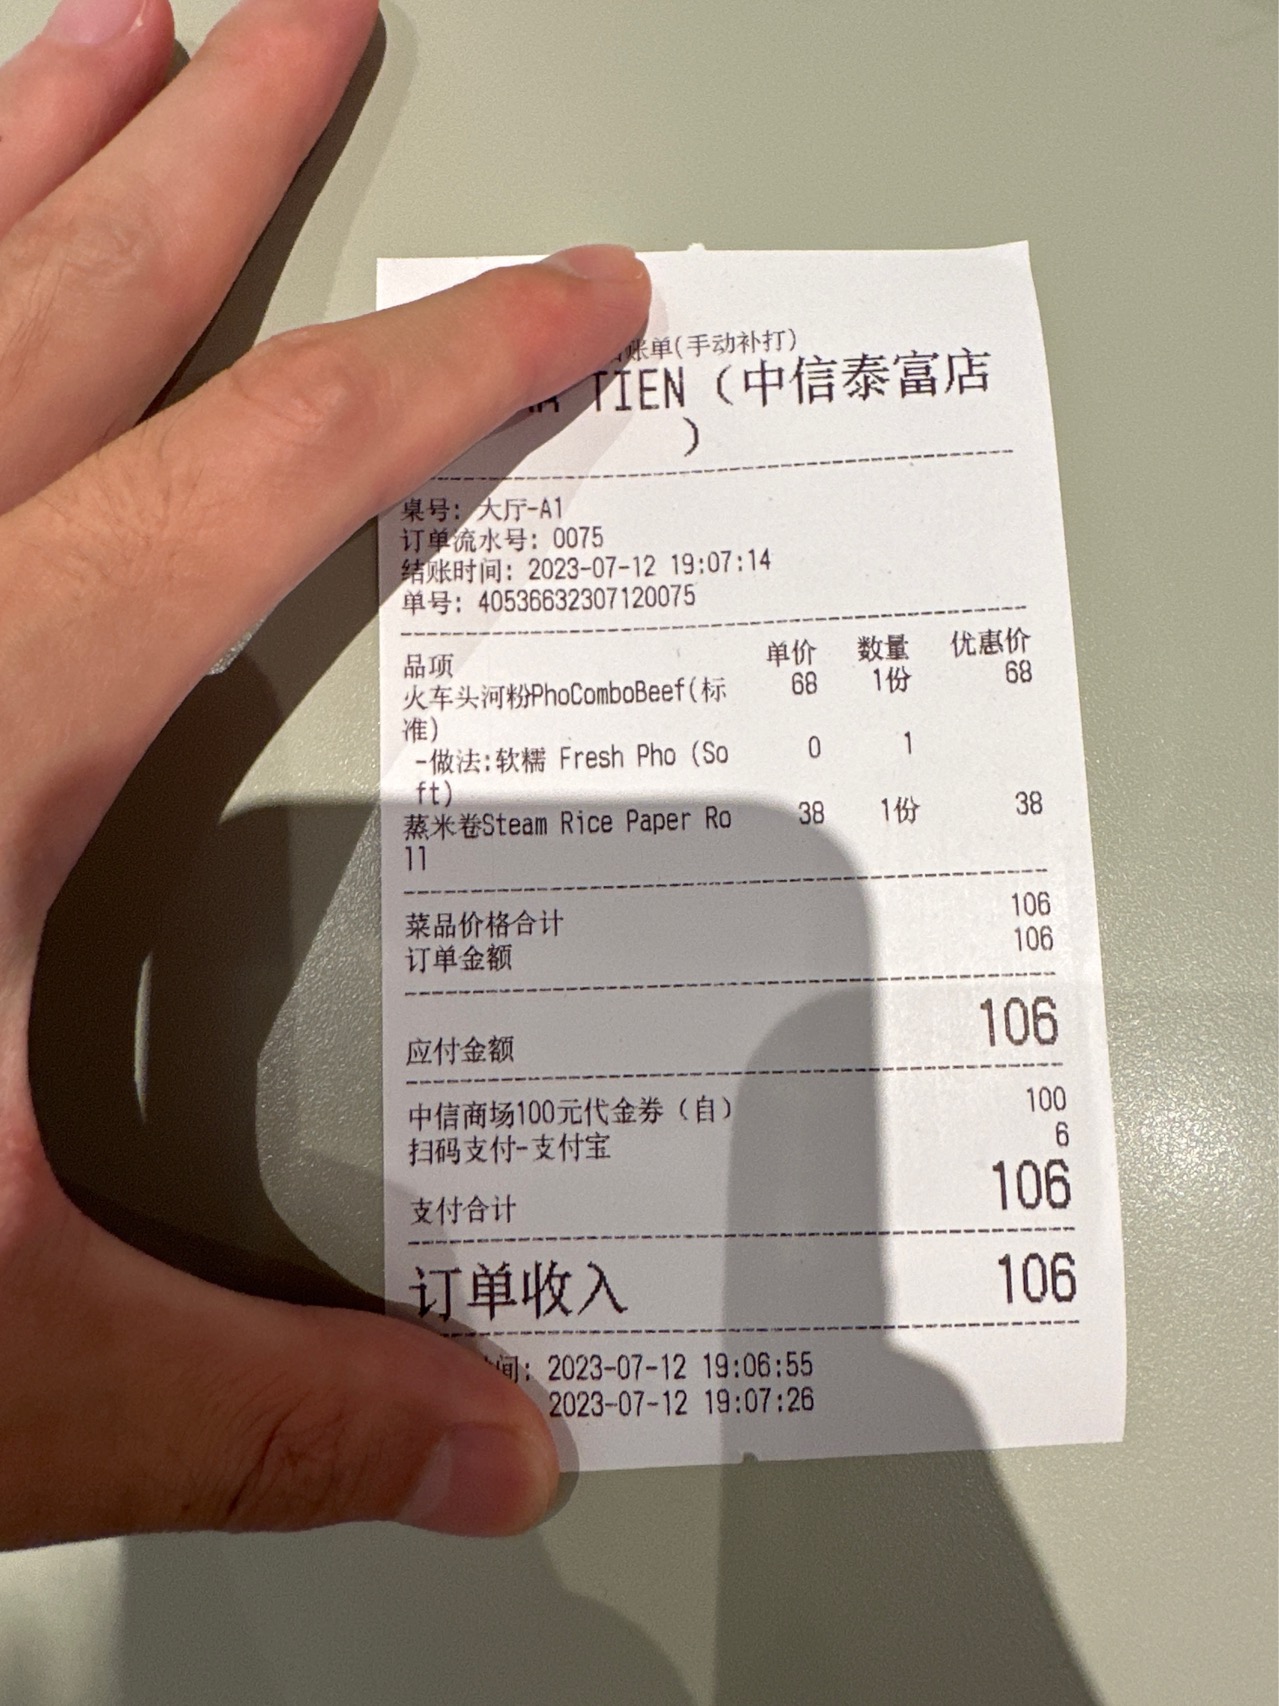 账单(手动补打)
TIEN (中信泰富店
)
桌号: 大厅-A1
订单流水号: 0075
结账时间: 2023-07-12 19:07:14
单号: 40536632307120075
品项 单价 数量 优惠价
火车头河粉PhoComboBeef(标 68 1份 68
准)
-做法:软糯 Fresh Pho (So 0 1
ft)
蒸米卷Steam Rice Paper Ro 38 1份 38
ll
菜品价格合计 106
订单金额 106
应付金额 106
中信商场100元代金券（自） 100
扫码支付-支付宝 6
支付合计 106
订单收入 106
间: 2023-07-12 19:06:55
2023-07-12 19:07:26